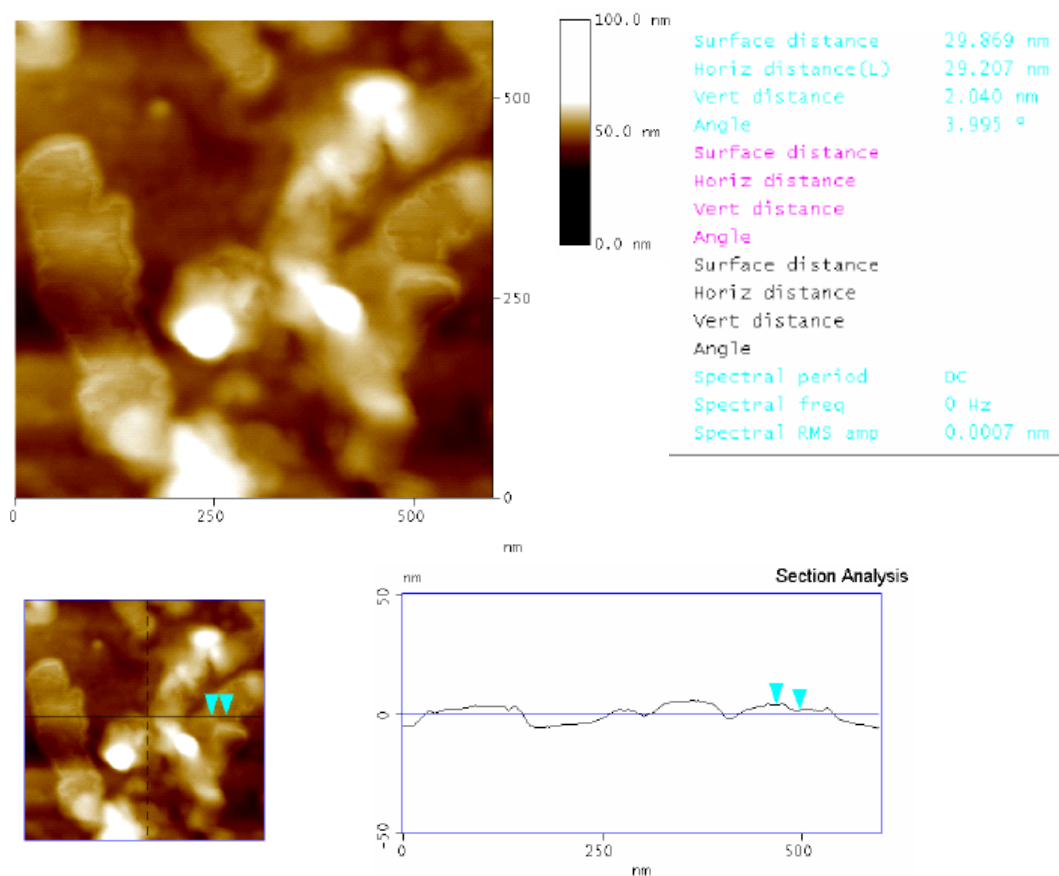 100.0 nm
50.0 nm
0.0 nm
500
250
0
0 250 500
nm
Surface distance 29.869 nm
Horiz distance(L) 29.207 nm
Vert distance 2.040 nm
Angle 3.995 º
Surface distance
Horiz distance
Vert distance
Angle
Surface distance
Horiz distance
Vert distance
Angle
Spectral period DC
Spectral freq 0 Hz
Spectral RMS amp 0.0007 nm
nm Section Analysis
50
0
-50
0 250 500
nm